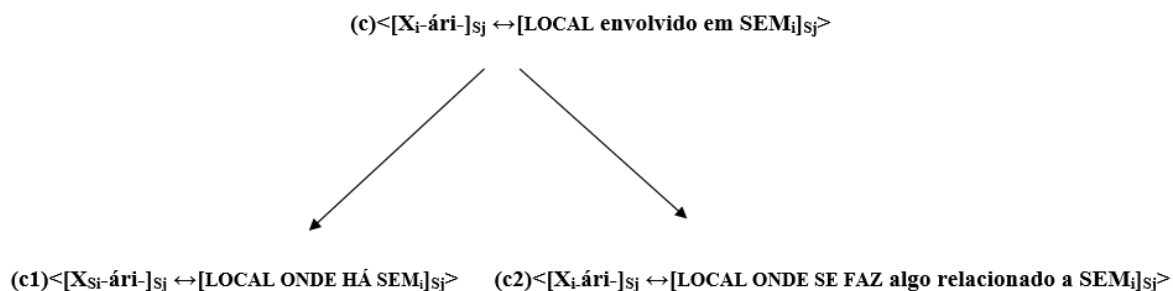 (c)<[Xi-ári-]Sj ↔[LOCAL envolvido em SEMi]Sj>
(c1)<[XSi-ári-]Sj ↔[LOCAL ONDE HÁ SEMi]Sj> (c2)<[Xi-ári-]Sj ↔[LOCAL ONDE SE FAZ algo relacionado a SEMi]Sj>